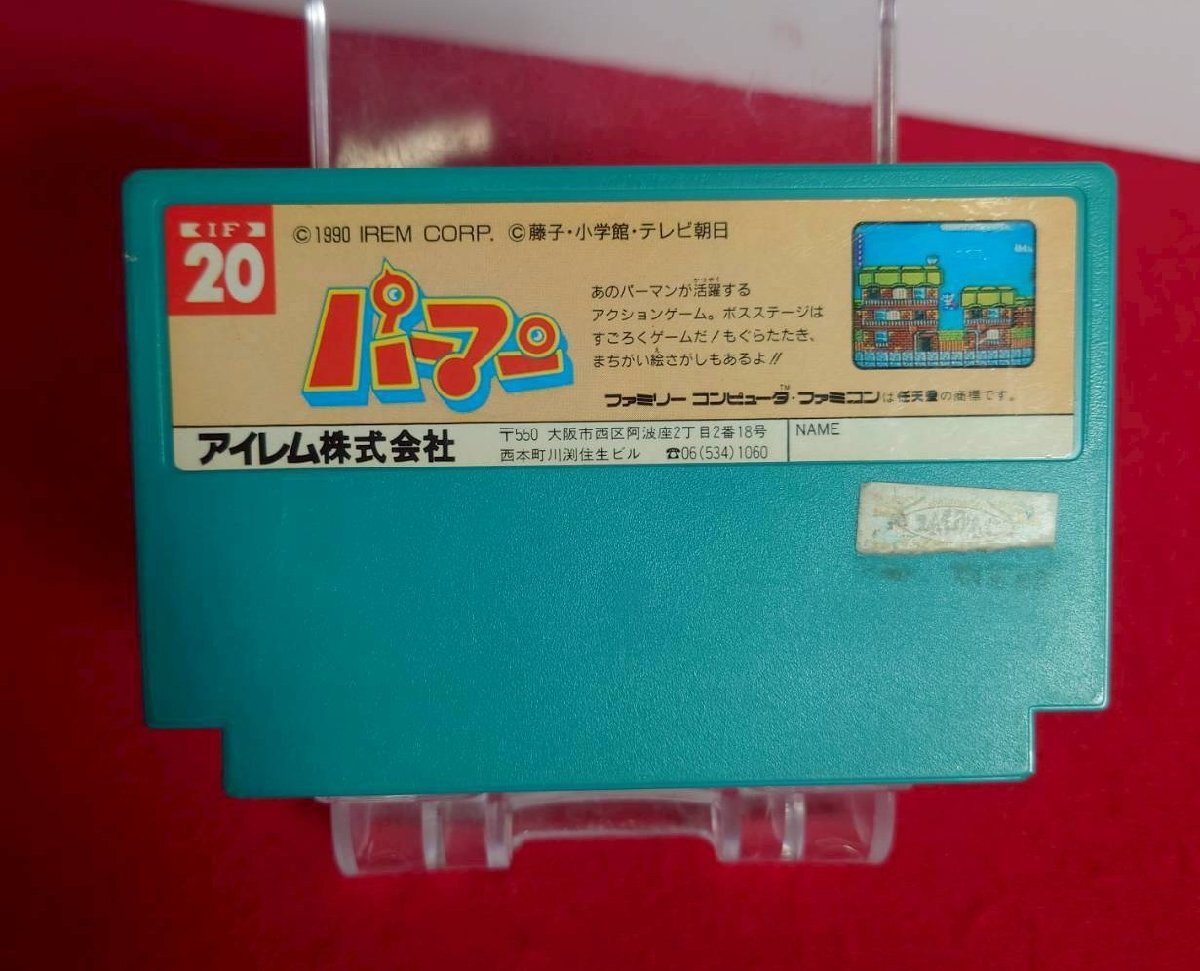 IF
20
©1990 IREM CORP. ©藤子・小学館・テレビ朝日
パーマン
あのパーマンが活躍する
かつやく
アクションゲーム。ボスステージは
すごろくゲームだ!もぐらたたき、
まちがい絵さがしもあるよ!!
え
ファミリーコンピュータ・ファミコンは任天堂の商標です。
TM
アイレム株式会社
〒550 大阪市西区阿波座2丁目2番18号
西本町川渕住生ビル ☎06(534)1060
NAME